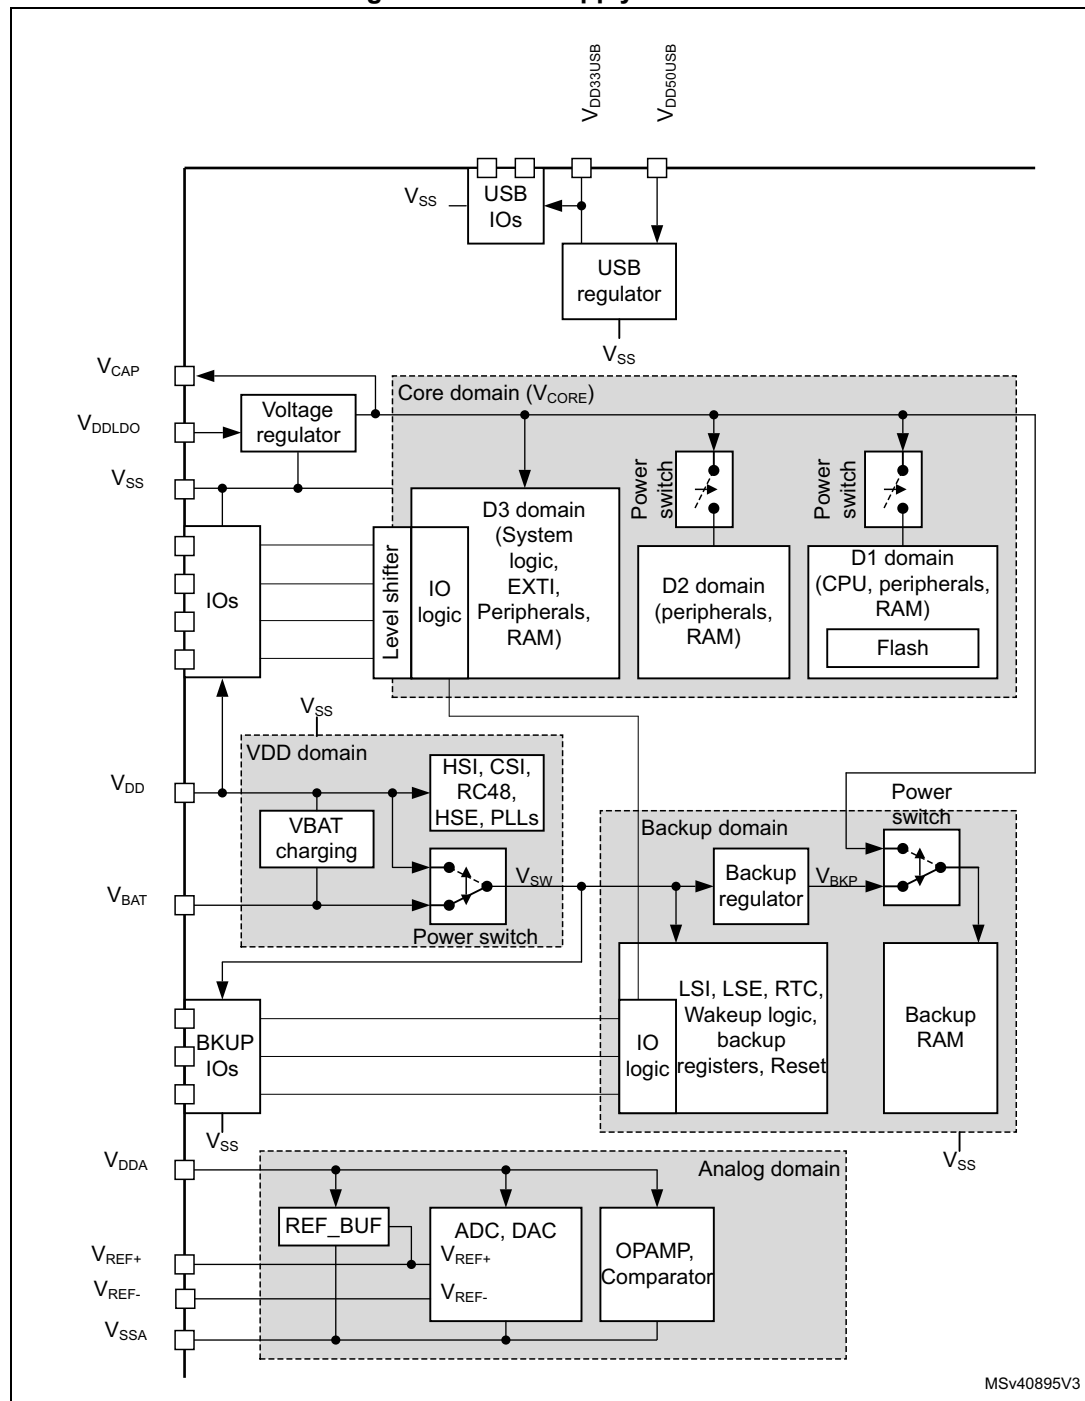 VDD33USB
VDD50USB
VSS
USB
IOs
USB
regulator
VSS
VCAP
Core domain (VCORE)
Voltage
regulator
VDDLDO
VSS
Power
switch
Power
switch
D3 domain
(System
logic,
EXTI,
Peripherals,
RAM)
IOs
Level shifter
IO
logic
D2 domain
(peripherals,
RAM)
D1 domain
(CPU, peripherals,
RAM)
Flash
VSS
VDD domain
VDD
HSI, CSI,
RC48,
HSE, PLLs
VBAT
charging
VBAT
VSW
Power switch
Power
switch
Backup domain
Backup
regulator
VBKP
LSI, LSE, RTC,
Wakeup logic,
backup
registers, Reset
IO
logic
Backup
RAM
BKUP
IOs
VSS
VSS
VDDA
Analog domain
REF_BUF
ADC, DAC
VREF+
VREF-
OPAMP,
Comparator
VREF+
VREF-
VSSA
MSv40895V3